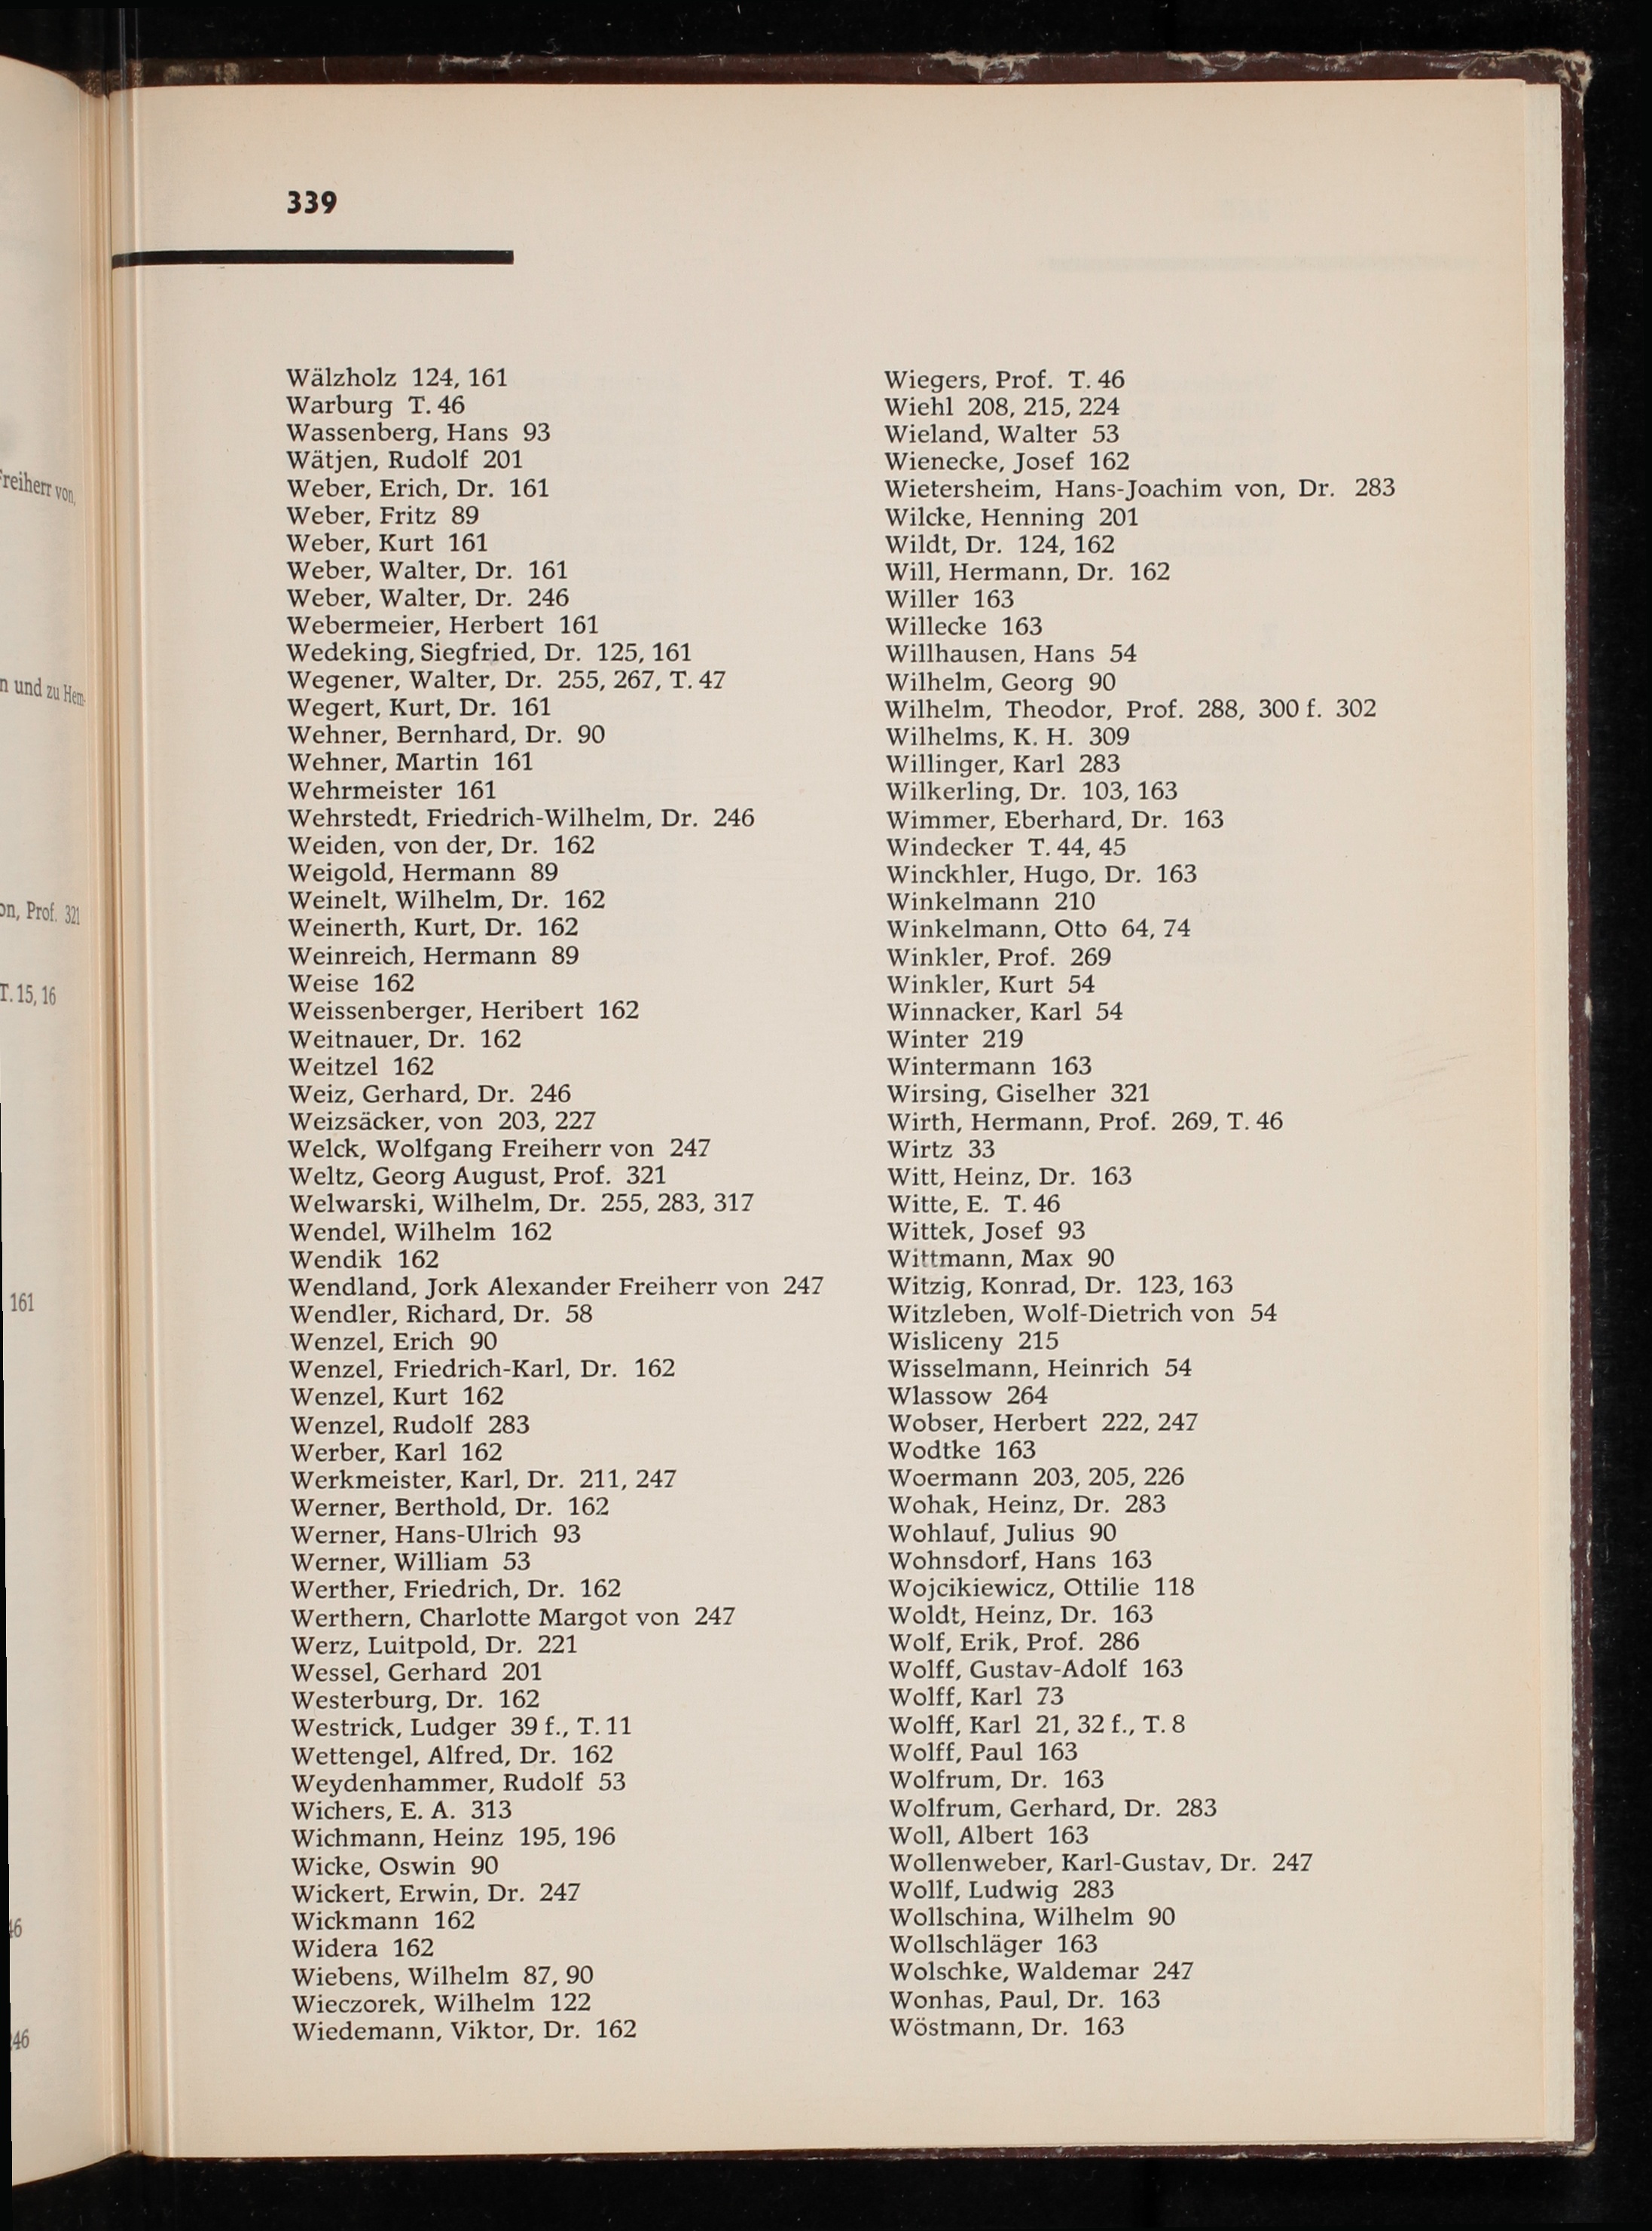 reiherr von,
n und zu Hem-
on, Prof. 321
T. 15, 16
161
46
46
339
Wälzholz 124, 161
Warburg T. 46
Wassenberg, Hans 93
Wätjen, Rudolf 201
Weber, Erich, Dr. 161
Weber, Fritz 89
Weber, Kurt 161
Weber, Walter, Dr. 161
Weber, Walter, Dr. 246
Webermeier, Herbert 161
Wedeking, Siegfried, Dr. 125, 161
Wegener, Walter, Dr. 255, 267, T. 47
Wegert, Kurt, Dr. 161
Wehner, Bernhard, Dr. 90
Wehner, Martin 161
Wehrmeister 161
Wehrstedt, Friedrich-Wilhelm, Dr. 246
Weiden, von der, Dr. 162
Weigold, Hermann 89
Weinelt, Wilhelm, Dr. 162
Weinerth, Kurt, Dr. 162
Weinreich, Hermann 89
Weise 162
Weissenberger, Heribert 162
Weitnauer, Dr. 162
Weitzel 162
Weiz, Gerhard, Dr. 246
Weizsäcker, von 203, 227
Welck, Wolfgang Freiherr von 247
Weltz, Georg August, Prof. 321
Welwarski, Wilhelm, Dr. 255, 283, 317
Wendel, Wilhelm 162
Wendik 162
Wendland, Jork Alexander Freiherr von 247
Wendler, Richard, Dr. 58
Wenzel, Erich 90
Wenzel, Friedrich-Karl, Dr. 162
Wenzel, Kurt 162
Wenzel, Rudolf 283
Werber, Karl 162
Werkmeister, Karl, Dr. 211, 247
Werner, Berthold, Dr. 162
Werner, Hans-Ulrich 93
Werner, William 53
Werther, Friedrich, Dr. 162
Werthern, Charlotte Margot von 247
Werz, Luitpold, Dr. 221
Wessel, Gerhard 201
Westerburg, Dr. 162
Westrick, Ludger 39 f., T. 11
Wettengel, Alfred, Dr. 162
Weydenhammer, Rudolf 53
Wichers, E. A. 313
Wichmann, Heinz 195, 196
Wicke, Oswin 90
Wickert, Erwin, Dr. 247
Wickmann 162
Widera 162
Wiebens, Wilhelm 87, 90
Wieczorek, Wilhelm 122
Wiedemann, Viktor, Dr. 162
Wiegers, Prof. T. 46
Wiehl 208, 215, 224
Wieland, Walter 53
Wienecke, Josef 162
Wietersheim, Hans-Joachim von, Dr. 283
Wilcke, Henning 201
Wildt, Dr. 124, 162
Will, Hermann, Dr. 162
Willer 163
Willecke 163
Willhausen, Hans 54
Wilhelm, Georg 90
Wilhelm, Theodor, Prof. 288, 300 f. 302
Wilhelms, K. H. 309
Willinger, Karl 283
Wilkerling, Dr. 103, 163
Wimmer, Eberhard, Dr. 163
Windecker T. 44, 45
Winckhler, Hugo, Dr. 163
Winkelmann 210
Winkelmann, Otto 64, 74
Winkler, Prof. 269
Winkler, Kurt 54
Winnacker, Karl 54
Winter 219
Wintermann 163
Wirsing, Giselher 321
Wirth, Hermann, Prof. 269, T. 46
Wirtz 33
Witt, Heinz, Dr. 163
Witte, E. T. 46
Wittek, Josef 93
Wittmann, Max 90
Witzig, Konrad, Dr. 123, 163
Witzleben, Wolf-Dietrich von 54
Wisliceny 215
Wisselmann, Heinrich 54
Wlassow 264
Wobser, Herbert 222, 247
Wodtke 163
Woermann 203, 205, 226
Wohak, Heinz, Dr. 283
Wohlauf, Julius 90
Wohnsdorf, Hans 163
Wojcikiewicz, Ottilie 118
Woldt, Heinz, Dr. 163
Wolf, Erik, Prof. 286
Wolff, Gustav-Adolf 163
Wolff, Karl 73
Wolff, Karl 21, 32 f., T. 8
Wolff, Paul 163
Wolfrum, Dr. 163
Wolfrum, Gerhard, Dr. 283
Woll, Albert 163
Wollenweber, Karl-Gustav, Dr. 247
Wollf, Ludwig 283
Wollschina, Wilhelm 90
Wollschläger 163
Wolschke, Waldemar 247
Wonhas, Paul, Dr. 163
Wöstmann, Dr. 163